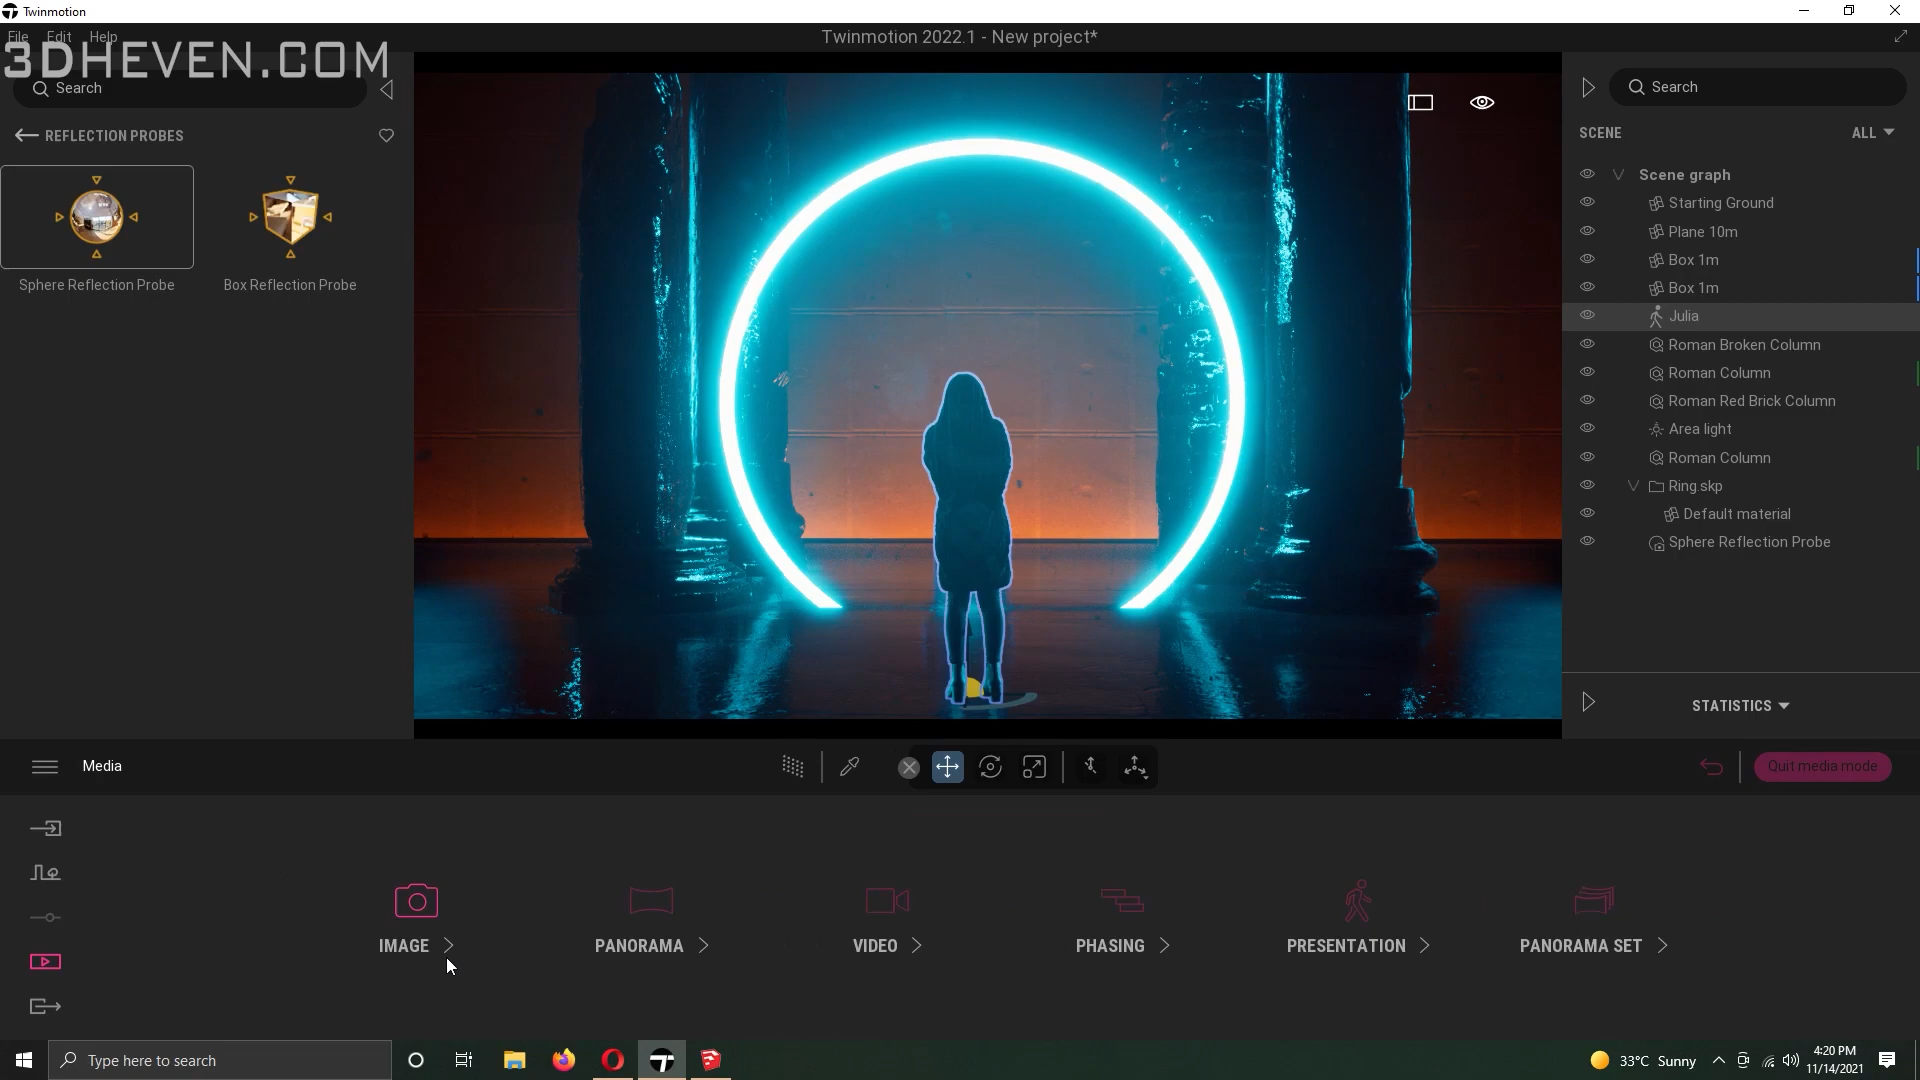 Twinmotion
File Edit Help
Twinmotion 2022.1 - New project*
3DHEVEN.COM
Search
Search
REFLECTION PROBES
SCENE
ALL
Sphere Reflection Probe
Box Reflection Probe
Scene graph
Starting Ground
Plane 10m
Box 1m
Box 1m
Julia
Roman Broken Column
Roman Column
Roman Red Brick Column
Area light
Roman Column
Ring.skp
Default material
Sphere Reflection Probe
STATISTICS
Media
Quit media mode
IMAGE
PANORAMA
VIDEO
PHASING
PRESENTATION
PANORAMA SET
Type here to search
33°C Sunny
4:20 PM
11/14/2021